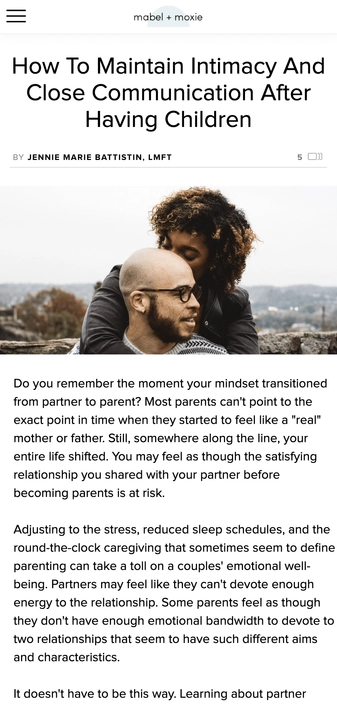 mabel + moxie
How To Maintain Intimacy And
Close Communication After
Having Children
BY JENNIE MARIE BATTISTIN, LMFT
5
Do you remember the moment your mindset transitioned
from partner to parent? Most parents can't point to the
exact point in time when they started to feel like a "real"
mother or father. Still, somewhere along the line, your
entire life shifted. You may feel as though the satisfying
relationship you shared with your partner before
becoming parents is at risk.
Adjusting to the stress, reduced sleep schedules, and the
round-the-clock caregiving that sometimes seem to define
parenting can take a toll on a couples' emotional well-
being. Partners may feel like they can't devote enough
energy to the relationship. Some parents feel as though
they don't have enough emotional bandwidth to devote to
two relationships that seem to have such different aims
and characteristics.
It doesn't have to be this way. Learning about partner